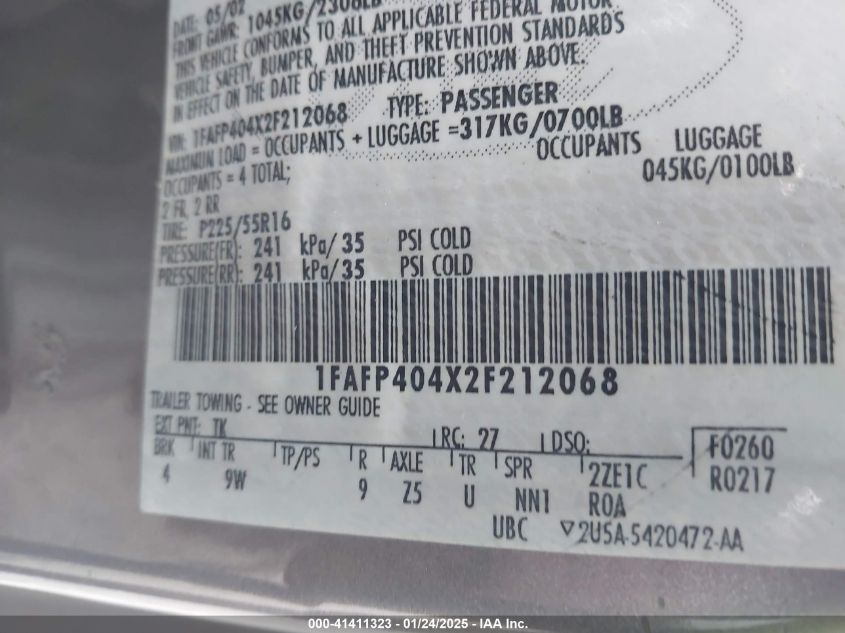 DATE: 05/02
FRONT GAWR: 1045KG/2308LB
THIS VEHICLE CONFORMS TO ALL APPLICABLE FEDERAL MOTOR
VEHICLE SAFETY, BUMPER, AND THEFT PREVENTION STANDARDS
IN EFFECT ON THE DATE OF MANUFACTURE SHOWN ABOVE.
VIN: 1FAFP404X2F212068 TYPE: PASSENGER
MAXIMUM LOAD = OCCUPANTS + LUGGAGE = 317KG/0700LB
OCCUPANTS = 4 TOTAL; OCCUPANTS LUGGAGE
2 FR, 2 RR 045KG/0100LB
TIRE: P225/55R16
PRESSURE(FR): 241 kPa/ 35 PSI COLD
PRESSURE(RR): 241 kPa/35 PSI COLD
1FAFP404X2F212068
TRAILER TOWING - SEE OWNER GUIDE
EXT PNT: TK RC: 27 DSO: F0260
BRK INT TR TP/PS R AXLE TR SPR 2ZE1C R0217
4 9W 9 Z5 U NN1 ROA
UBC ▽2U5A-5420472-AA
000-41411323 - 01/24/2025 - IAA Inc.